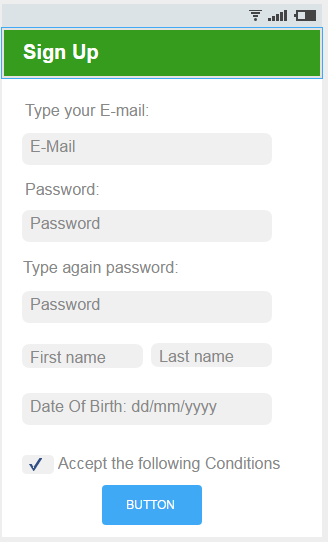 Sign Up
Type your E-mail:
E-Mail
Password:
Password
Type again password:
Password
First name Last name
Date Of Birth: dd/mm/yyyy
Accept the following Conditions
BUTTON